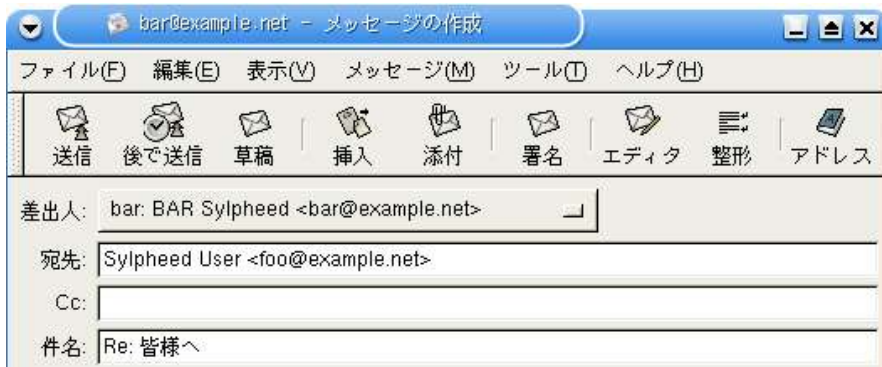 bar@example.net - メッセージの作成
ファイル(F) 編集(E) 表示(V) メッセージ(M) ツール(T) ヘルプ(H)
送信 後で送信 草稿 挿入 添付 署名 エディタ 整形 アドレス
差出人: bar: BAR Sylpheed <bar@example.net>
宛先: Sylpheed User <foo@example.net>
Cc:
件名: Re: 皆様へ